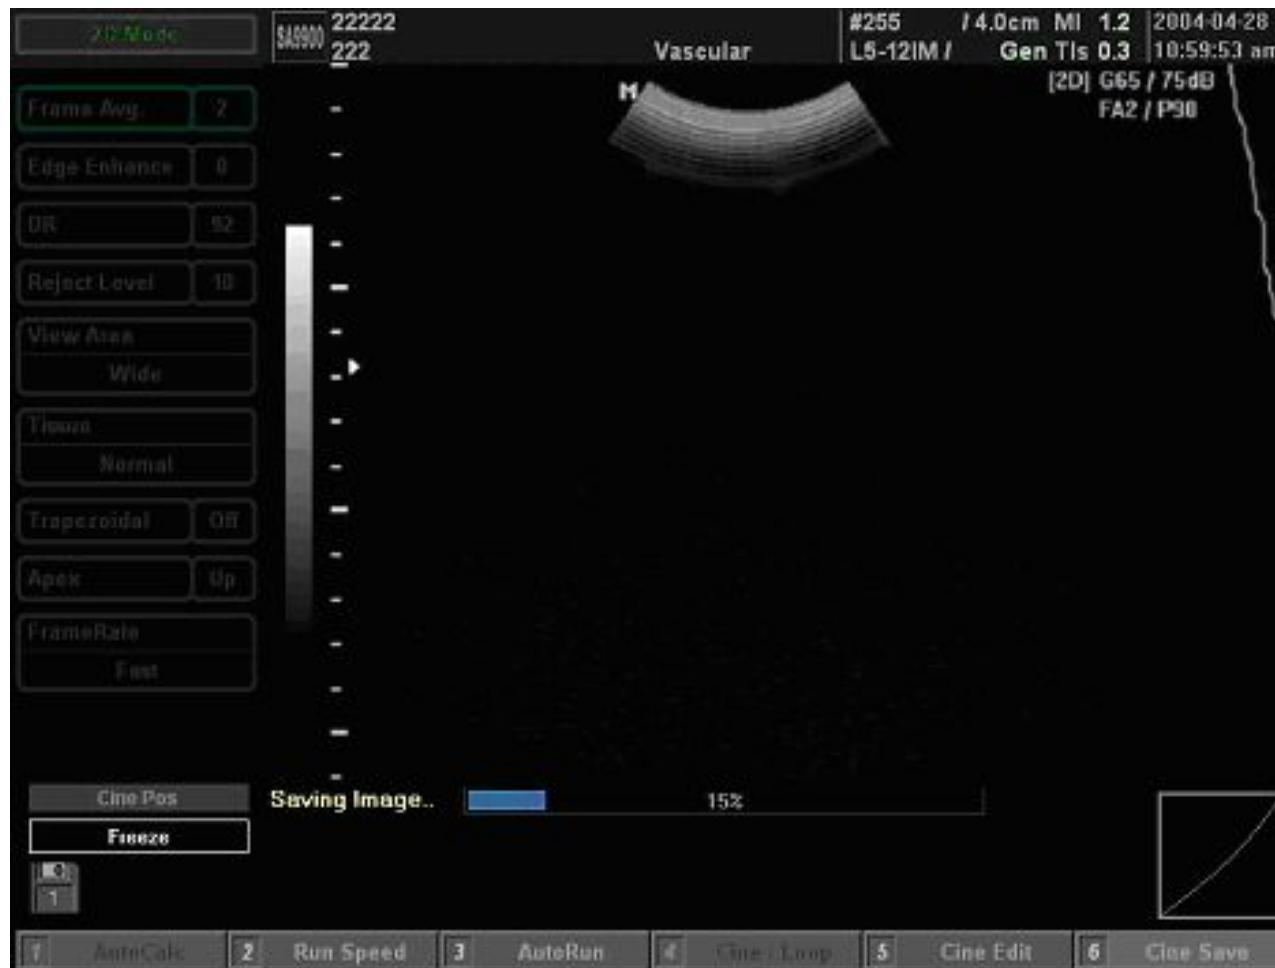 2D Mode
SA9900
22222
222
Vascular
#255 / 4.0cm MI 1.2
L5-12IM / Gen TIs 0.3
2004-04-28
10:59:53 am
[2D] G65 / 75dB
FA2 / P90
M
Frame Avg. 2
Edge Enhance 0
DR 92
Reject Level 10
View Area
Wide
Tissue
Normal
Trapezoidal Off
Apex Up
FrameRate
Fast
Cine Pos
Freeze
Saving Image.. 15%
1
1 AutoCalc 2 Run Speed 3 AutoRun 4 Cine / Loop 5 Cine Edit 6 Cine Save